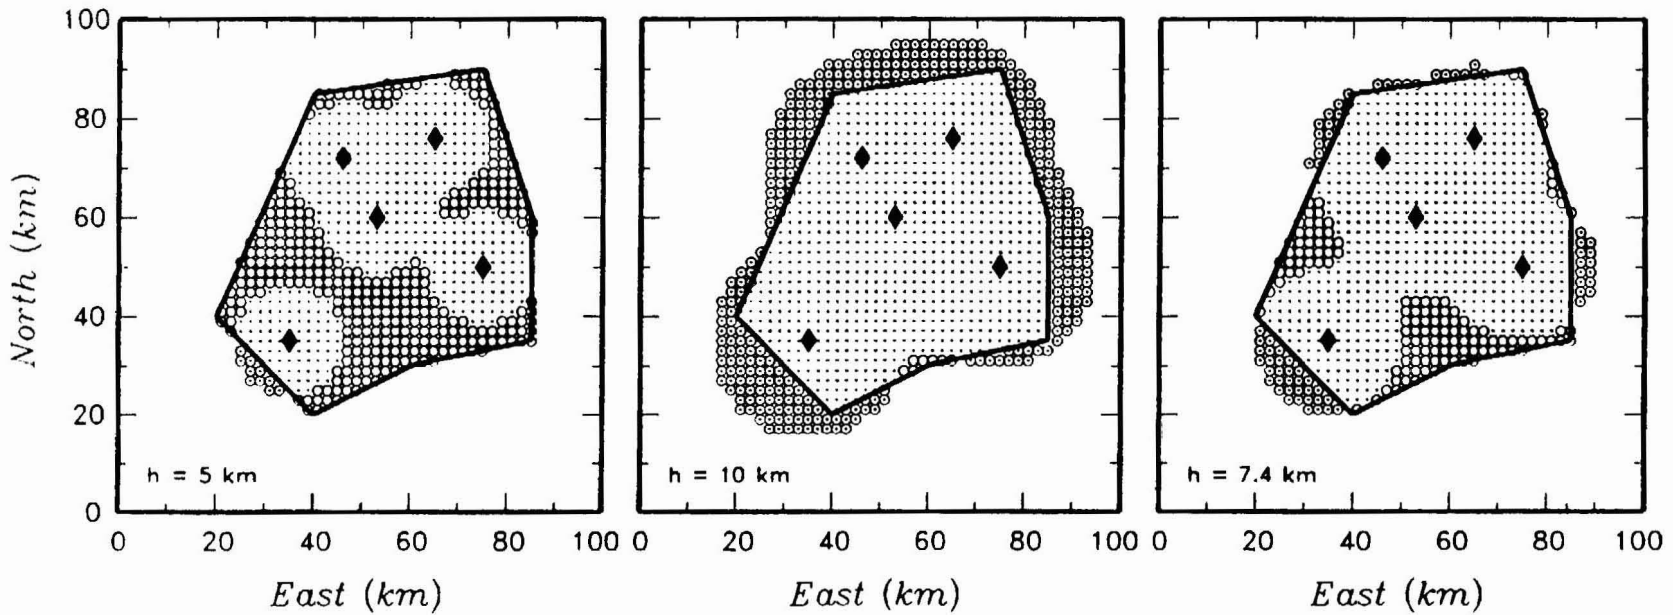 100
80
60
40
20
0
North (km)
h = 5 km
h = 10 km
h = 7.4 km
0 20 40 60 80 100
0 20 40 60 80 100
0 20 40 60 80 100
East (km)
East (km)
East (km)